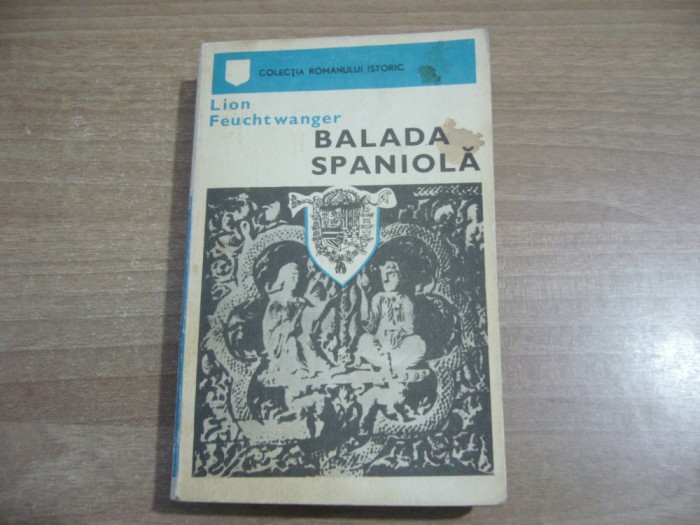 COLECȚIA ROMANULUI ISTORIC
Lion
Feuchtwanger
BALADA
SPANIOLĂ